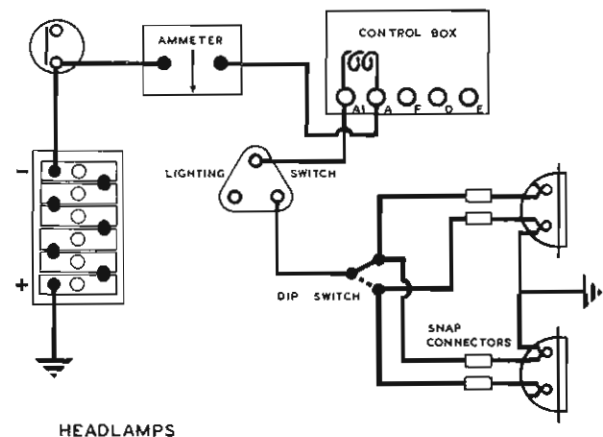 AMMETER
CONTROL BOX
A1 A F D E
LIGHTING SWITCH
-
+
DIP SWITCH
SNAP
CONNECTORS
HEADLAMPS